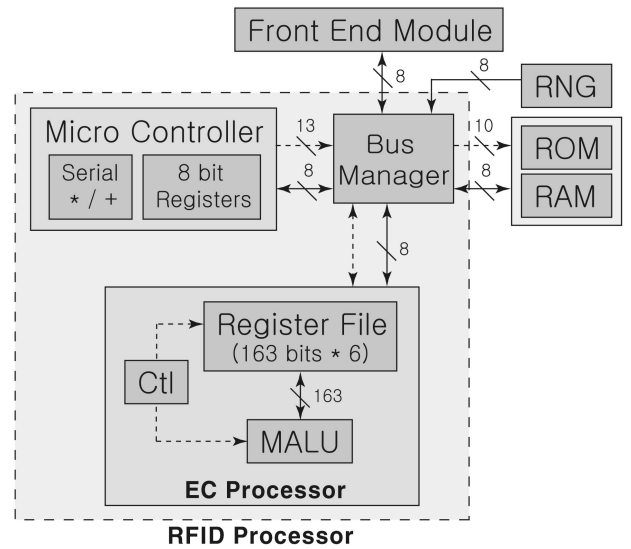 Front End Module
8
8
RNG
Micro Controller
13
Bus
Manager
10
ROM
Serial
* / +
8 bit
Registers
8
8
RAM
8
Register File
(163 bits * 6)
Ctl
163
MALU
EC Processor
RFID Processor